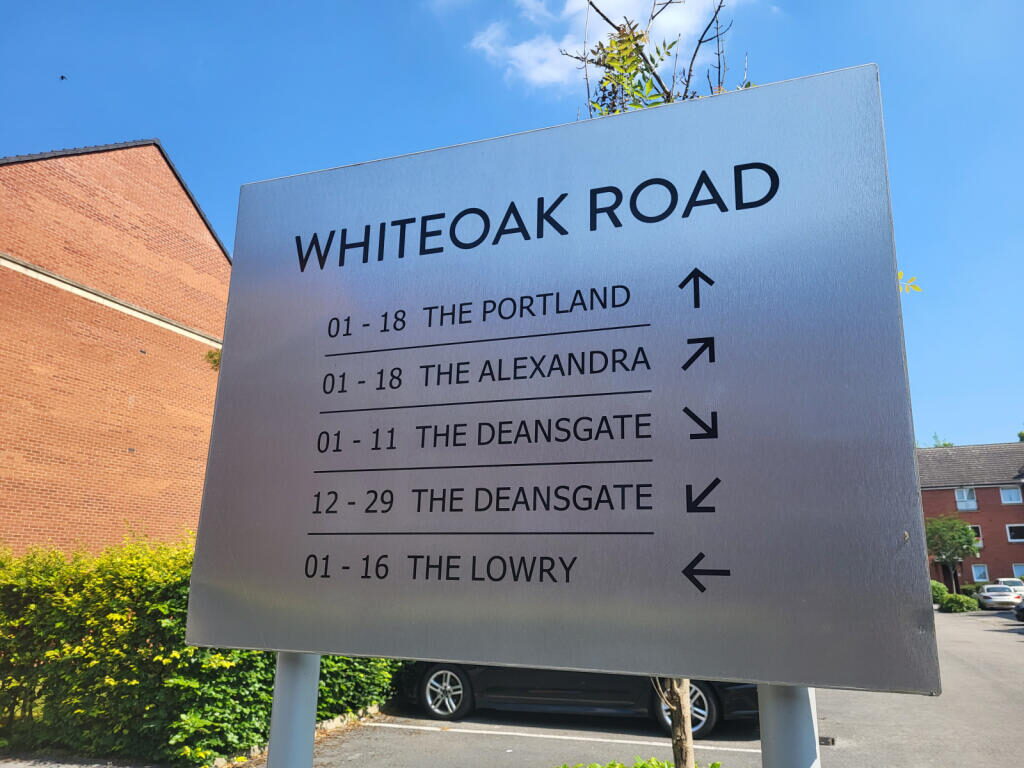 WHITEOAK ROAD
01 - 18 THE PORTLAND ↑
01 - 18 THE ALEXANDRA ↗
01 - 11 THE DEANSGATE ↘
12 - 29 THE DEANSGATE ↙
01 - 16 THE LOWRY ←